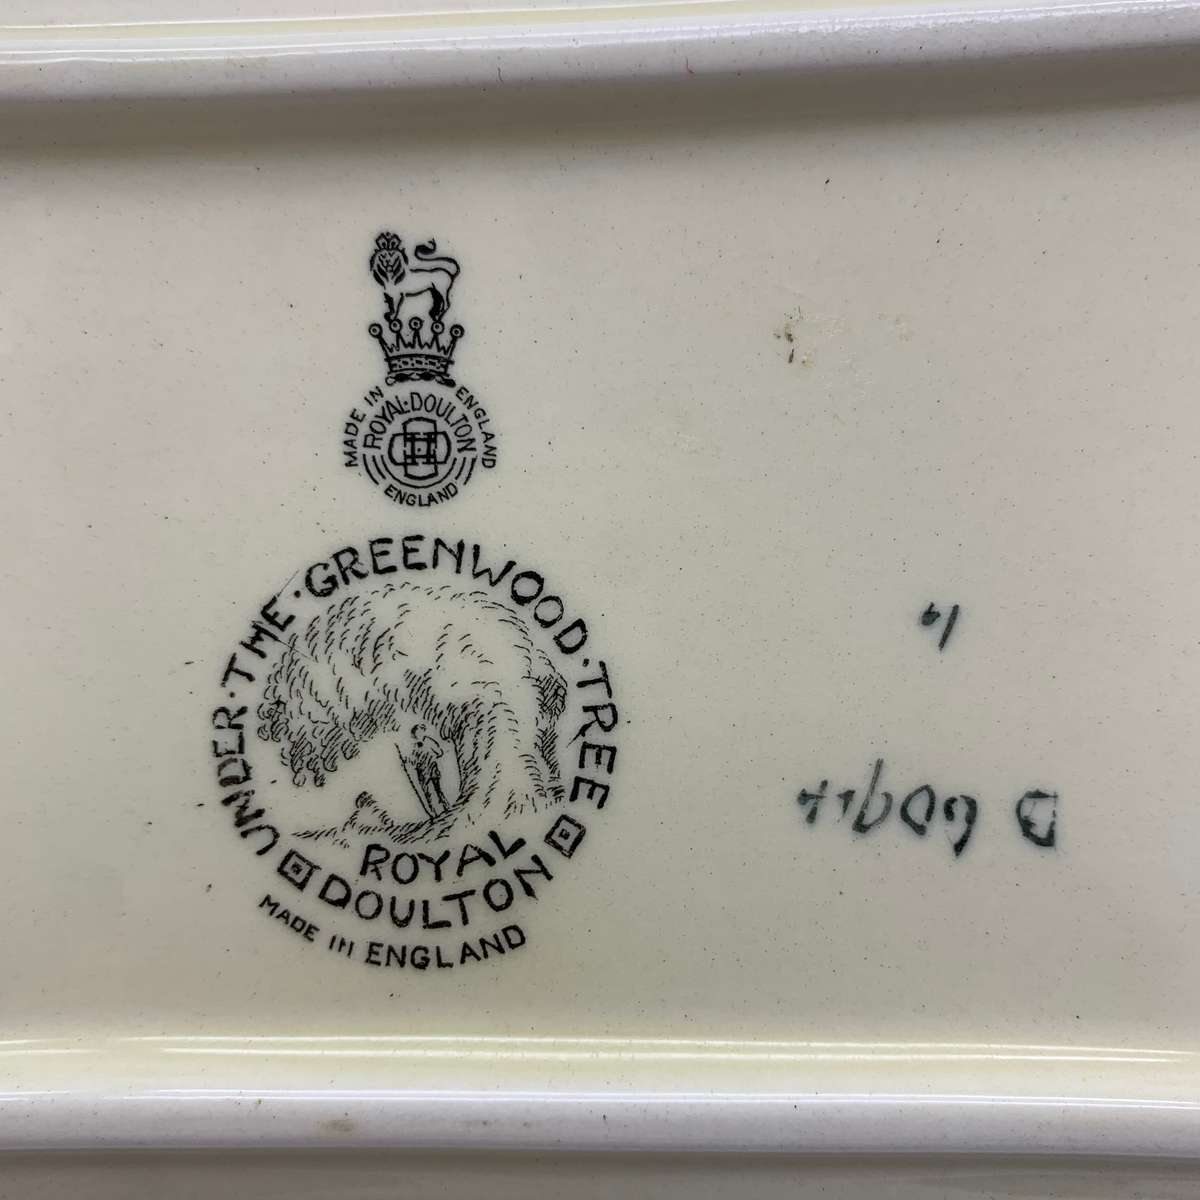 MADE IN ENGLAND
ROYAL·DOULTON
ENGLAND
UNDER·THE·GREENWOOD·TREE
ROYAL
DOULTON
MADE IN ENGLAND
D 6094